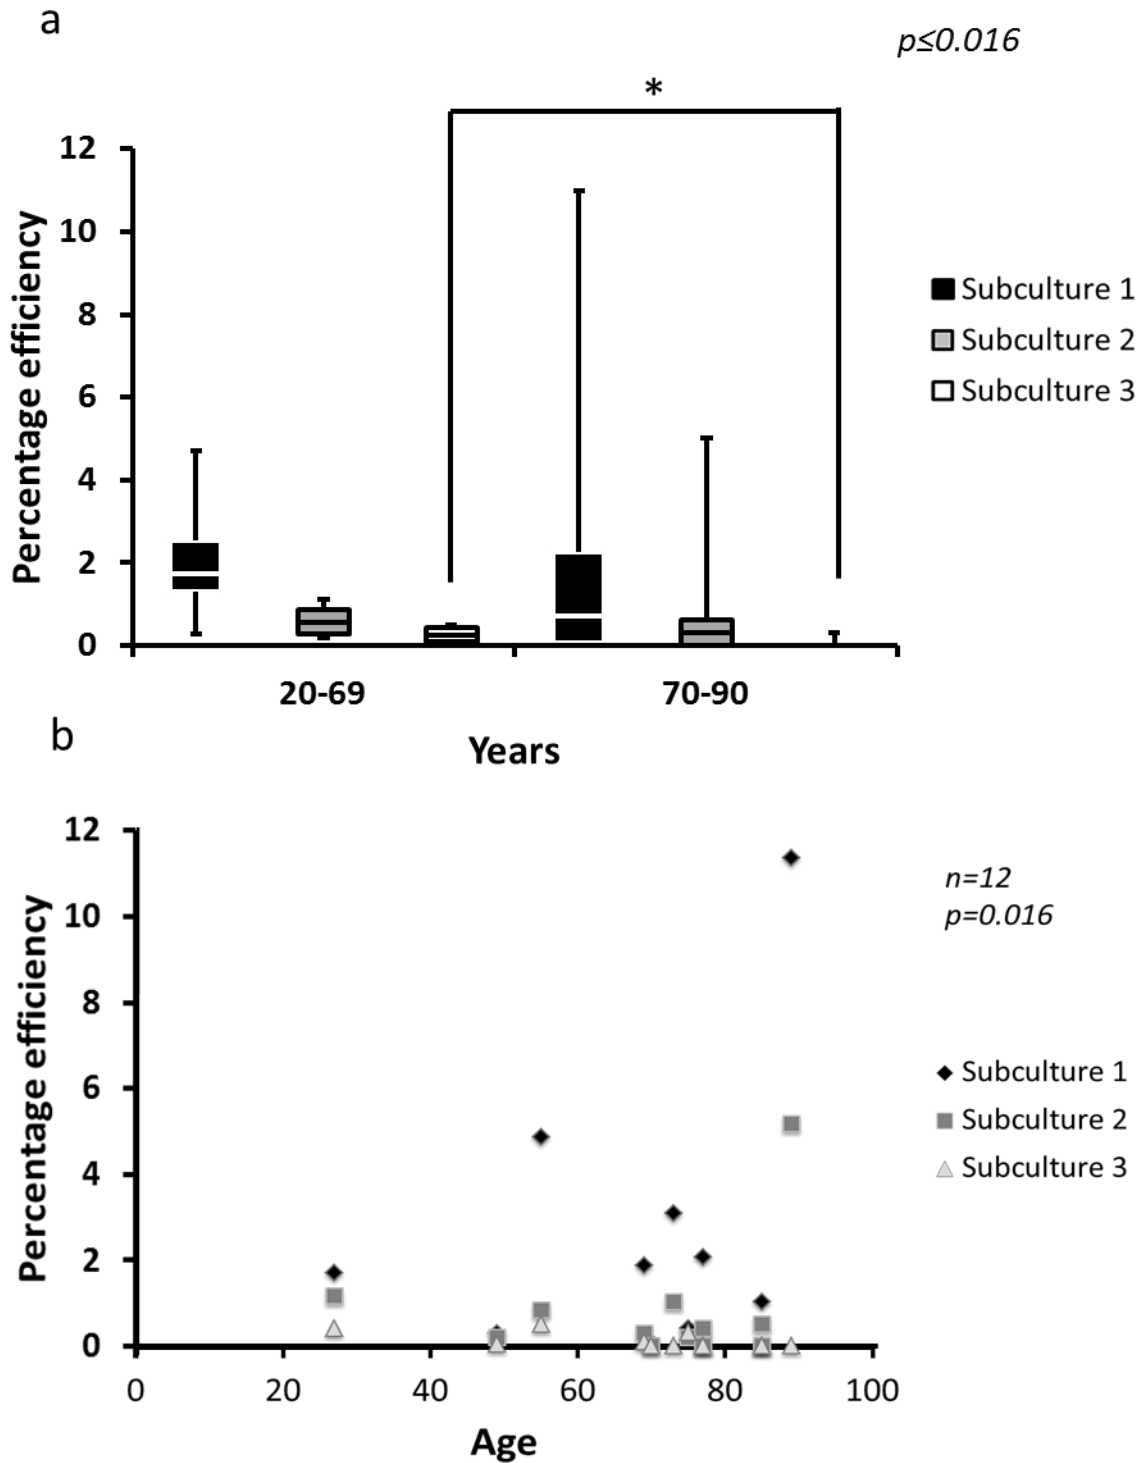 a
p≤0.016
*
12
10
8
6
4
2
0
Percentage efficiency
Subculture 1
Subculture 2
Subculture 3
20-69
70-90
Years
b
12
10
8
6
4
2
0
Percentage efficiency
n=12
p=0.016
Subculture 1
Subculture 2
Subculture 3
0 20 40 60 80 100
Age